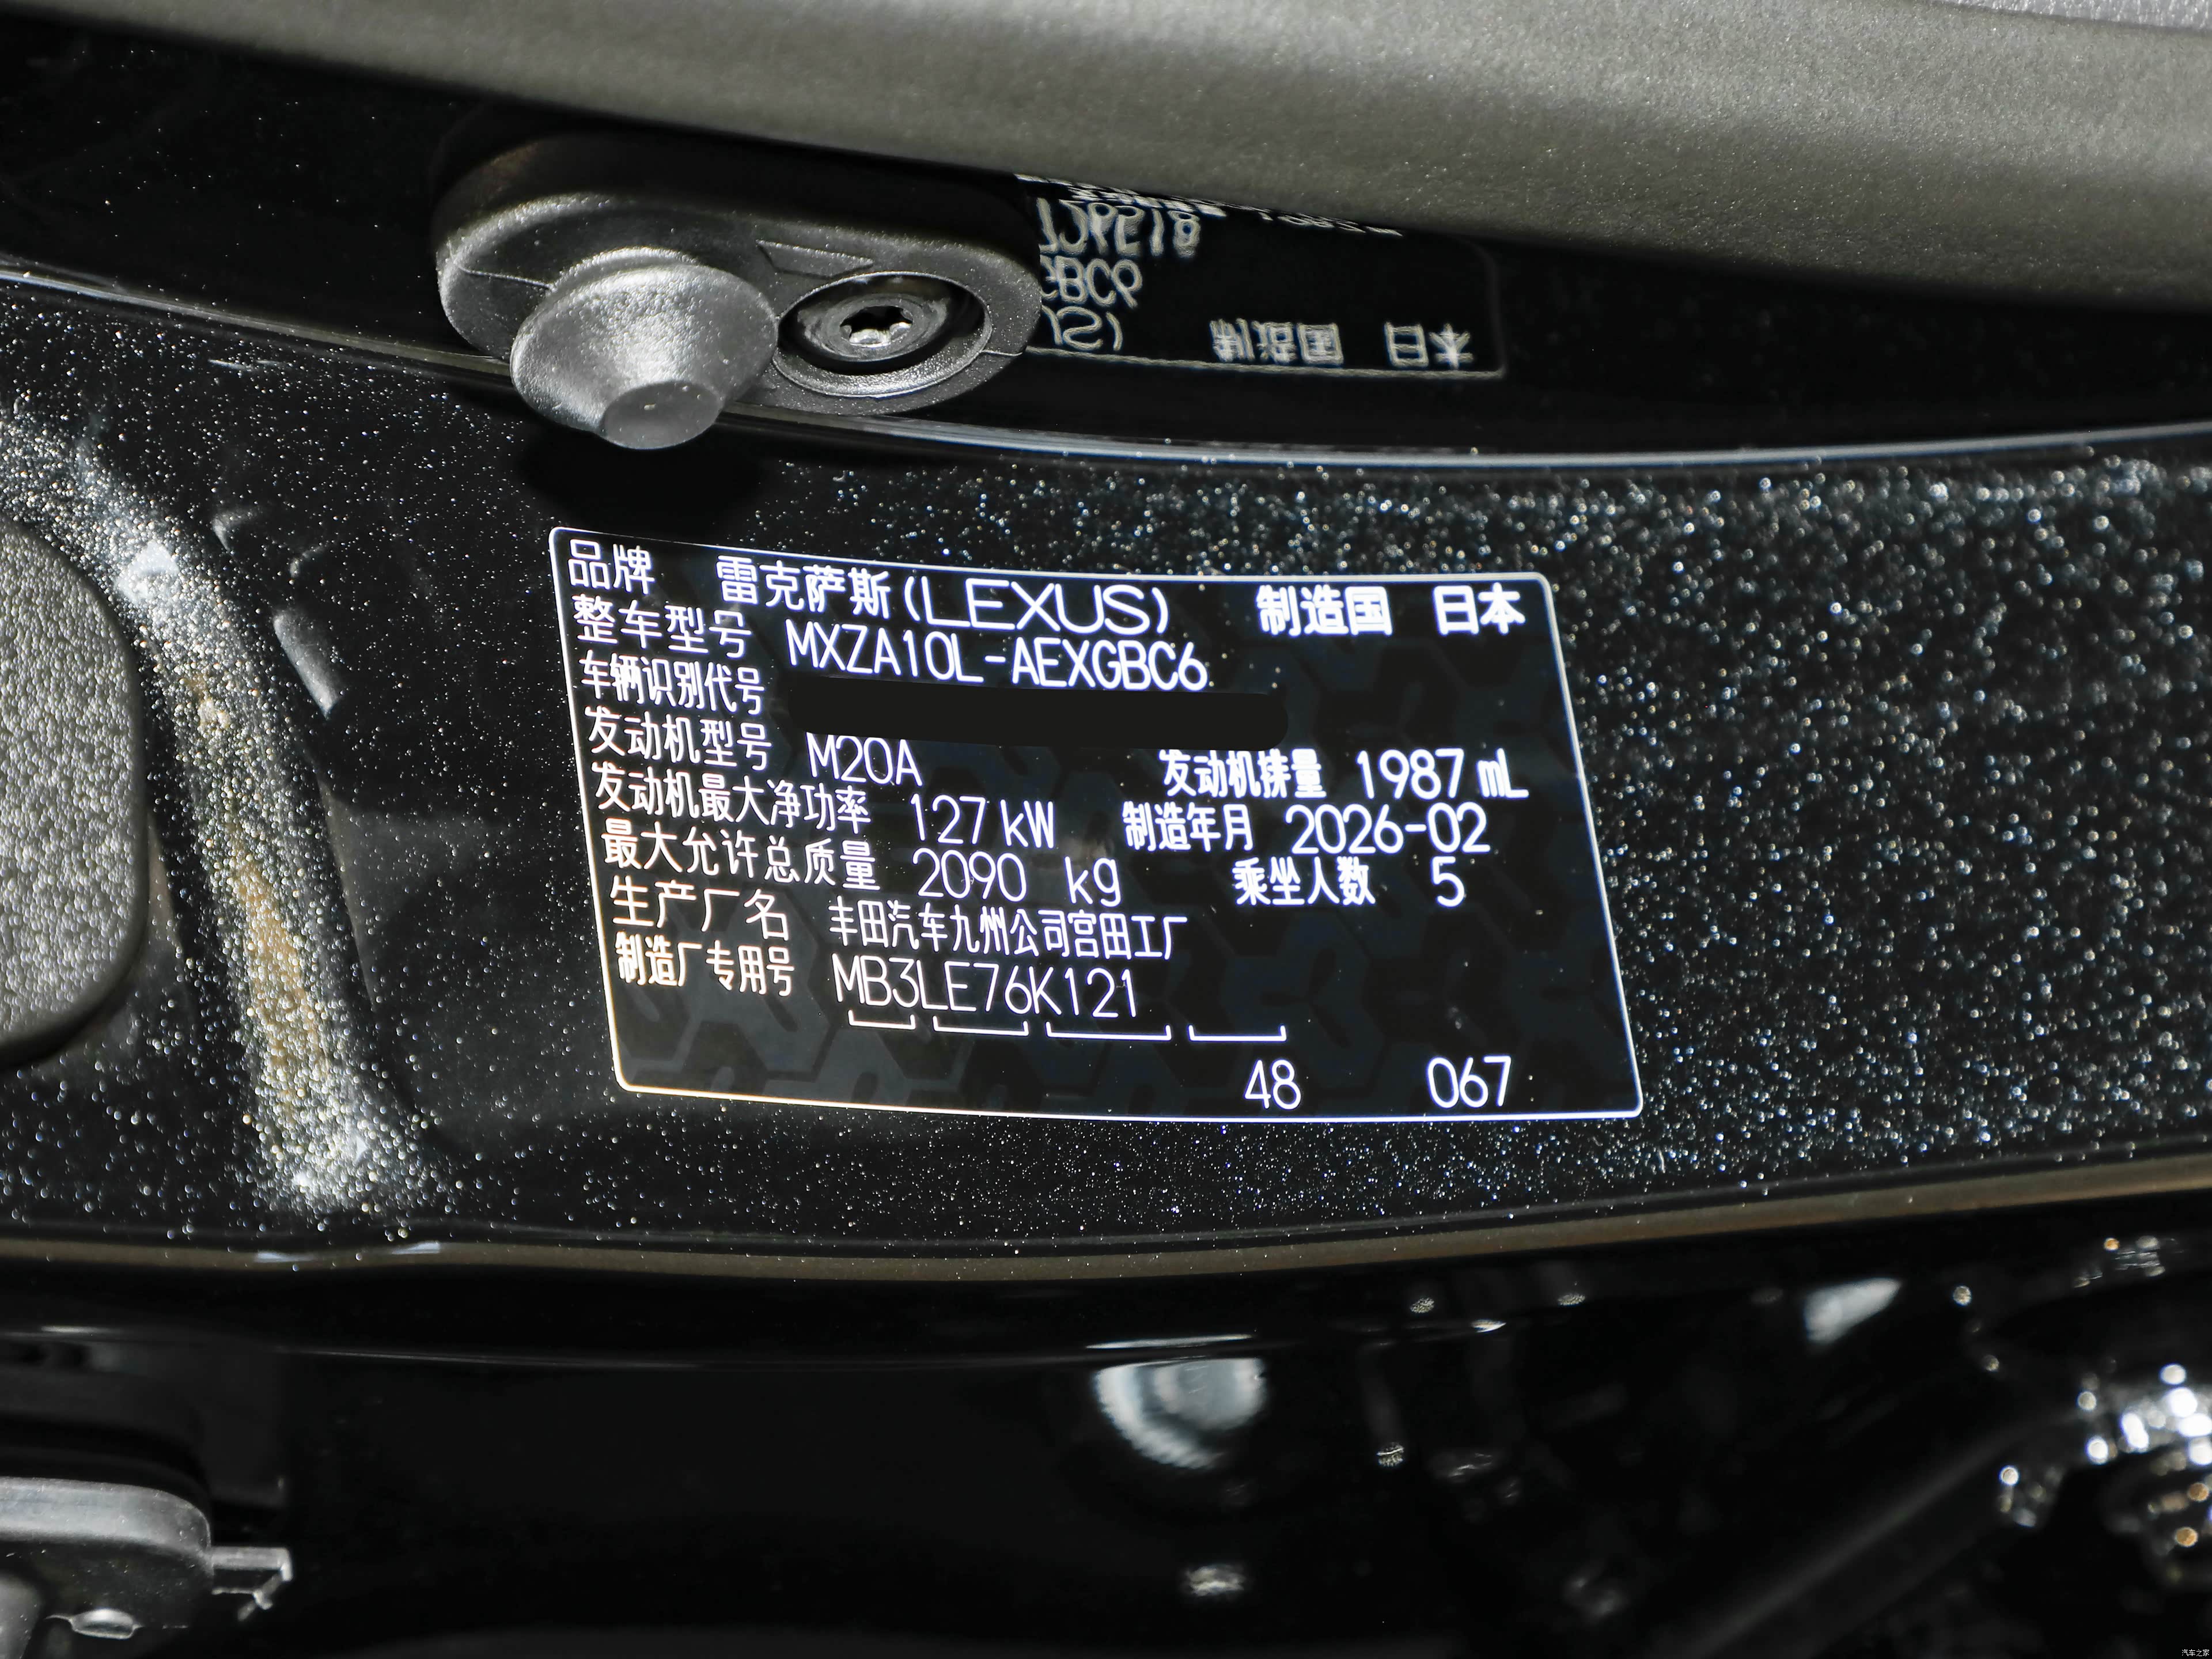 品牌 雷克萨斯(LEXUS) 制造国 日本
整车型号 MXZA10L-AEXGBC6
车辆识别代号
发动机型号 M20A 发动机排量 1987 mL
发动机最大净功率 127 kW 制造年月 2026-02
最大允许总质量 2090 kg 乘坐人数 5
生产厂名 丰田汽车九州公司宫田工厂
制造厂专用号 MB3LE76K121
48 067
汽车之家